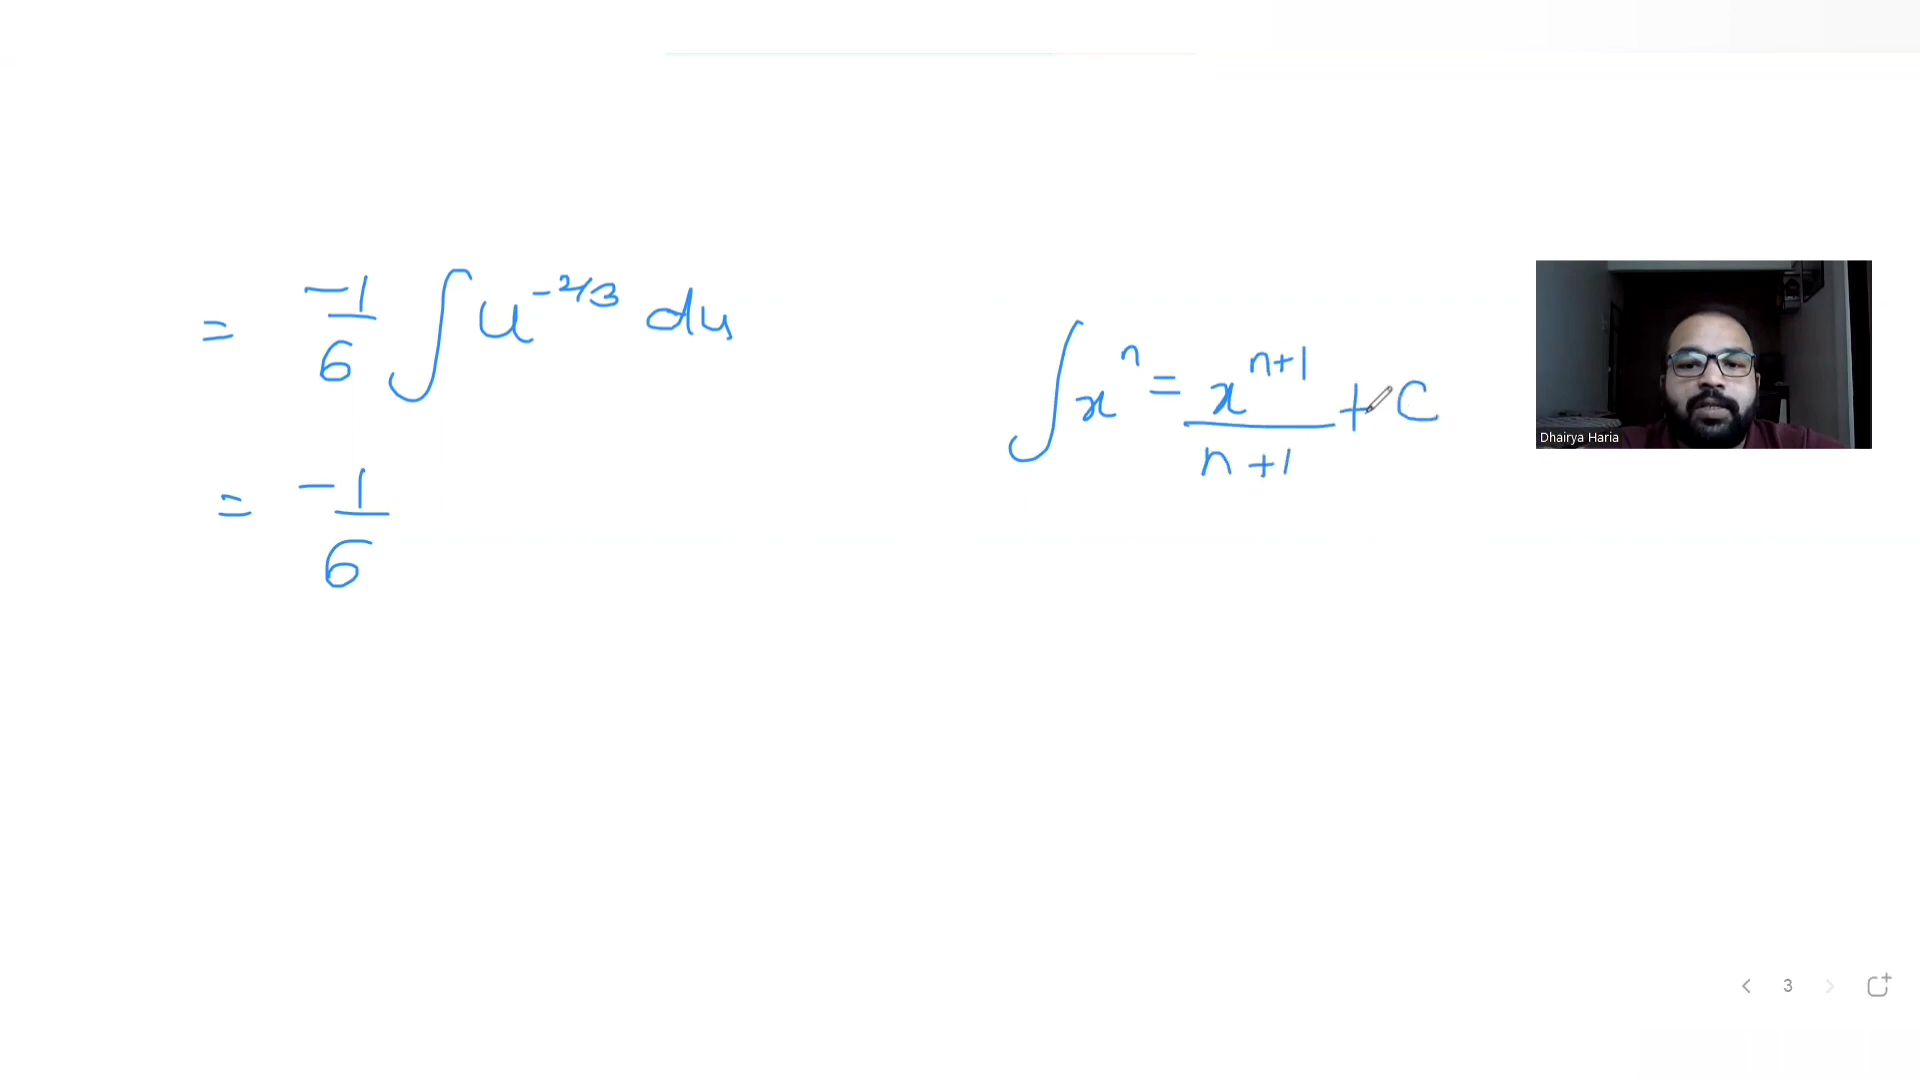 = -1/6 ∫ u^{-2/3} du
∫ x^n = x^{n+1}/n+1 + C
= -1/6
Dhairya Haria
3